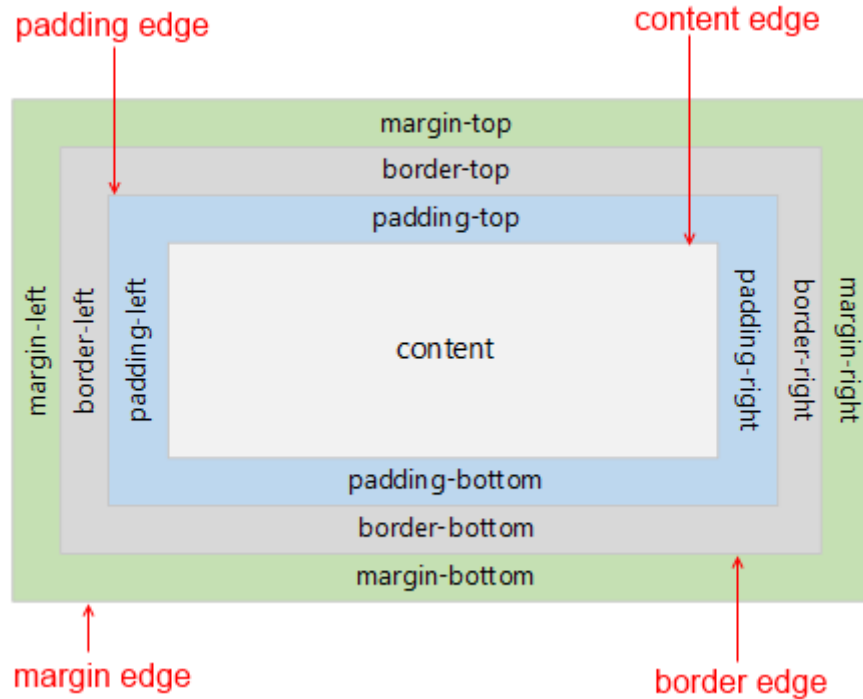 padding edge
content edge
margin-top
border-top
padding-top
margin-left
border-left
padding-left
content
padding-right
border-right
margin-right
padding-bottom
border-bottom
margin-bottom
margin edge
border edge